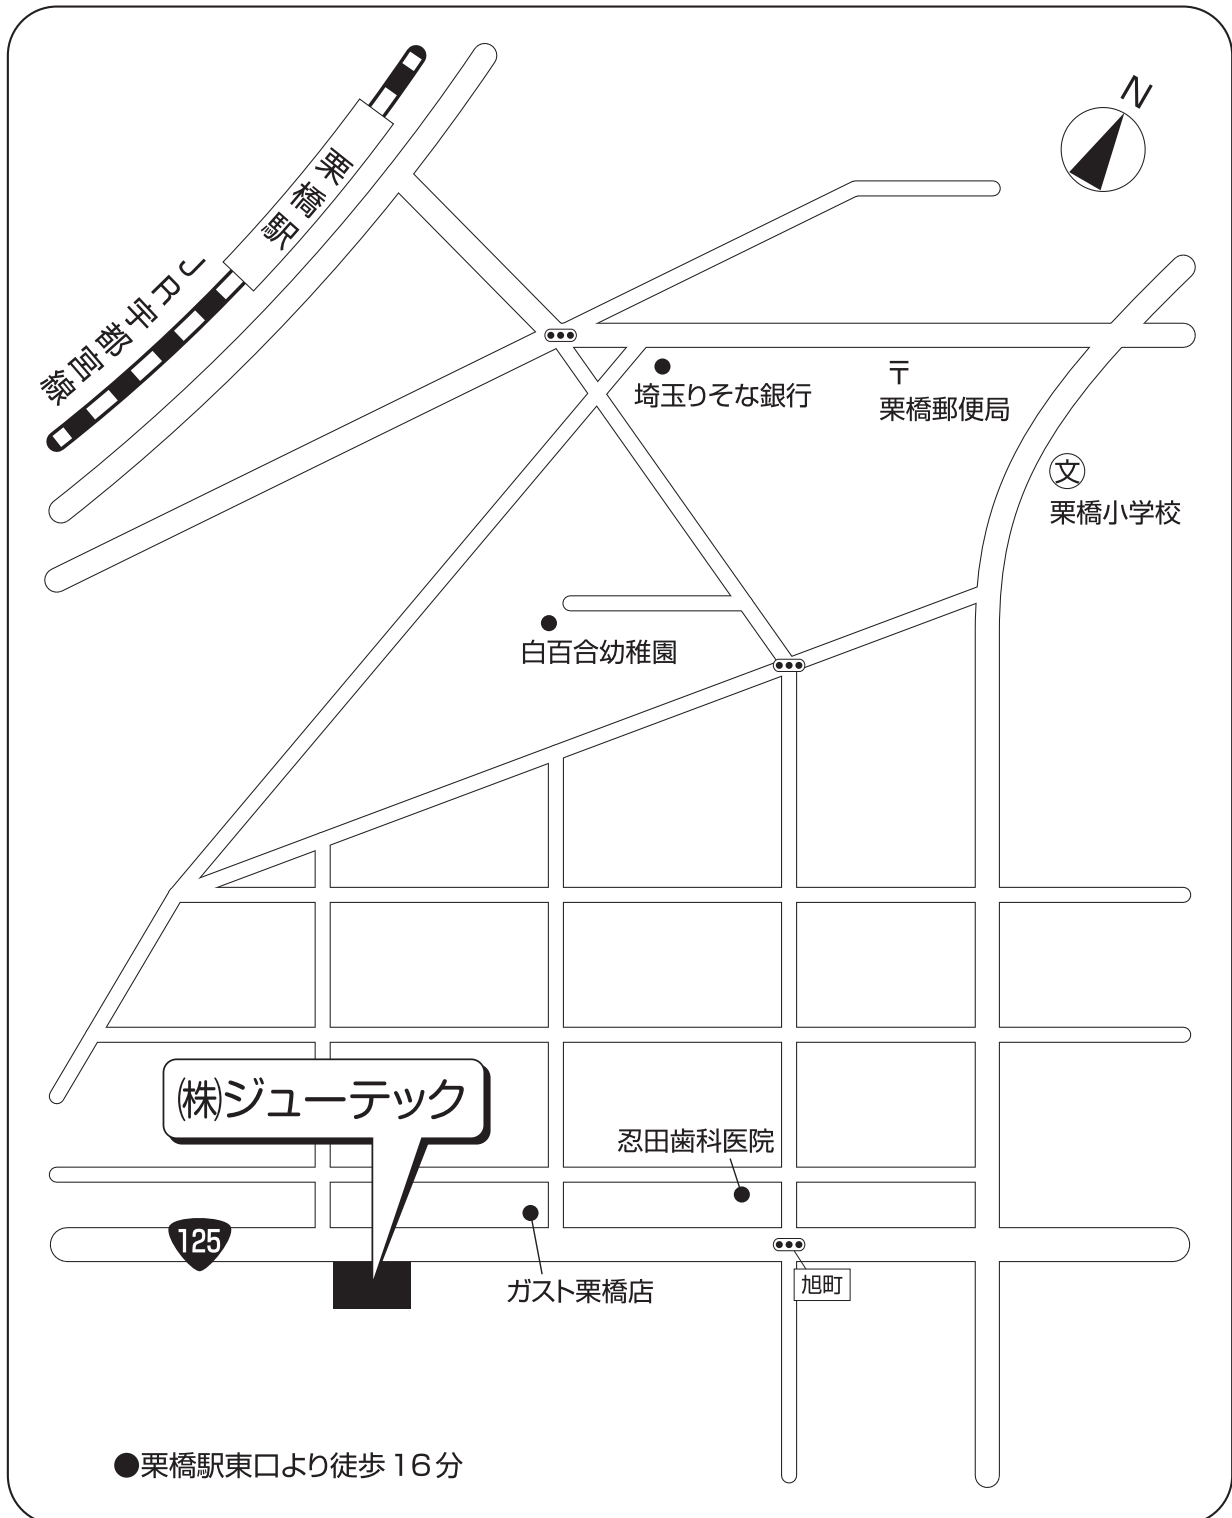 N
栗橋駅
JR宇都宮線
埼玉りそな銀行
〒
栗橋郵便局
文
栗橋小学校
白百合幼稚園
㈱ジューテック
忍田歯科医院
125
ガスト栗橋店
旭町
●栗橋駅東口より徒歩16分